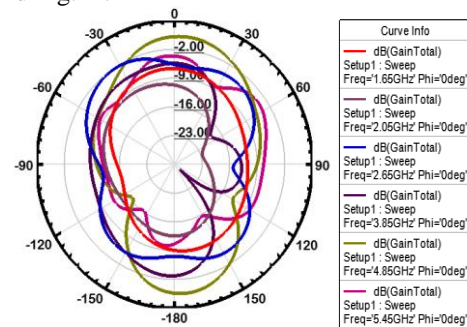 0
-30
30
-2.00
-60
60
-9.00
-16.00
-23.00
-90
90
-120
120
-150
150
-180
Curve Info
dB(GainTotal)
Setup1 : Sweep
Freq='1.65GHz' Phi='0deg'
dB(GainTotal)
Setup1 : Sweep
Freq='2.05GHz' Phi='0deg'
dB(GainTotal)
Setup1 : Sweep
Freq='2.65GHz' Phi='0deg'
dB(GainTotal)
Setup1 : Sweep
Freq='3.85GHz' Phi='0deg'
dB(GainTotal)
Setup1 : Sweep
Freq='4.85GHz' Phi='0deg'
dB(GainTotal)
Setup1 : Sweep
Freq='5.45GHz' Phi='0deg'